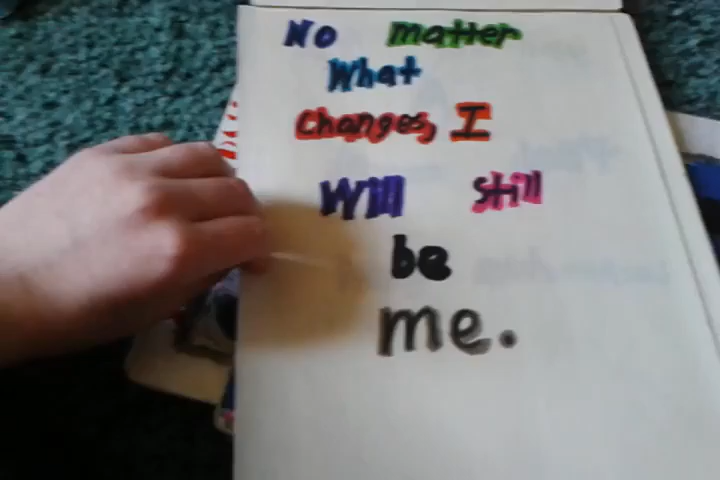 No matter
What
Changes, I
Will still
be
me.